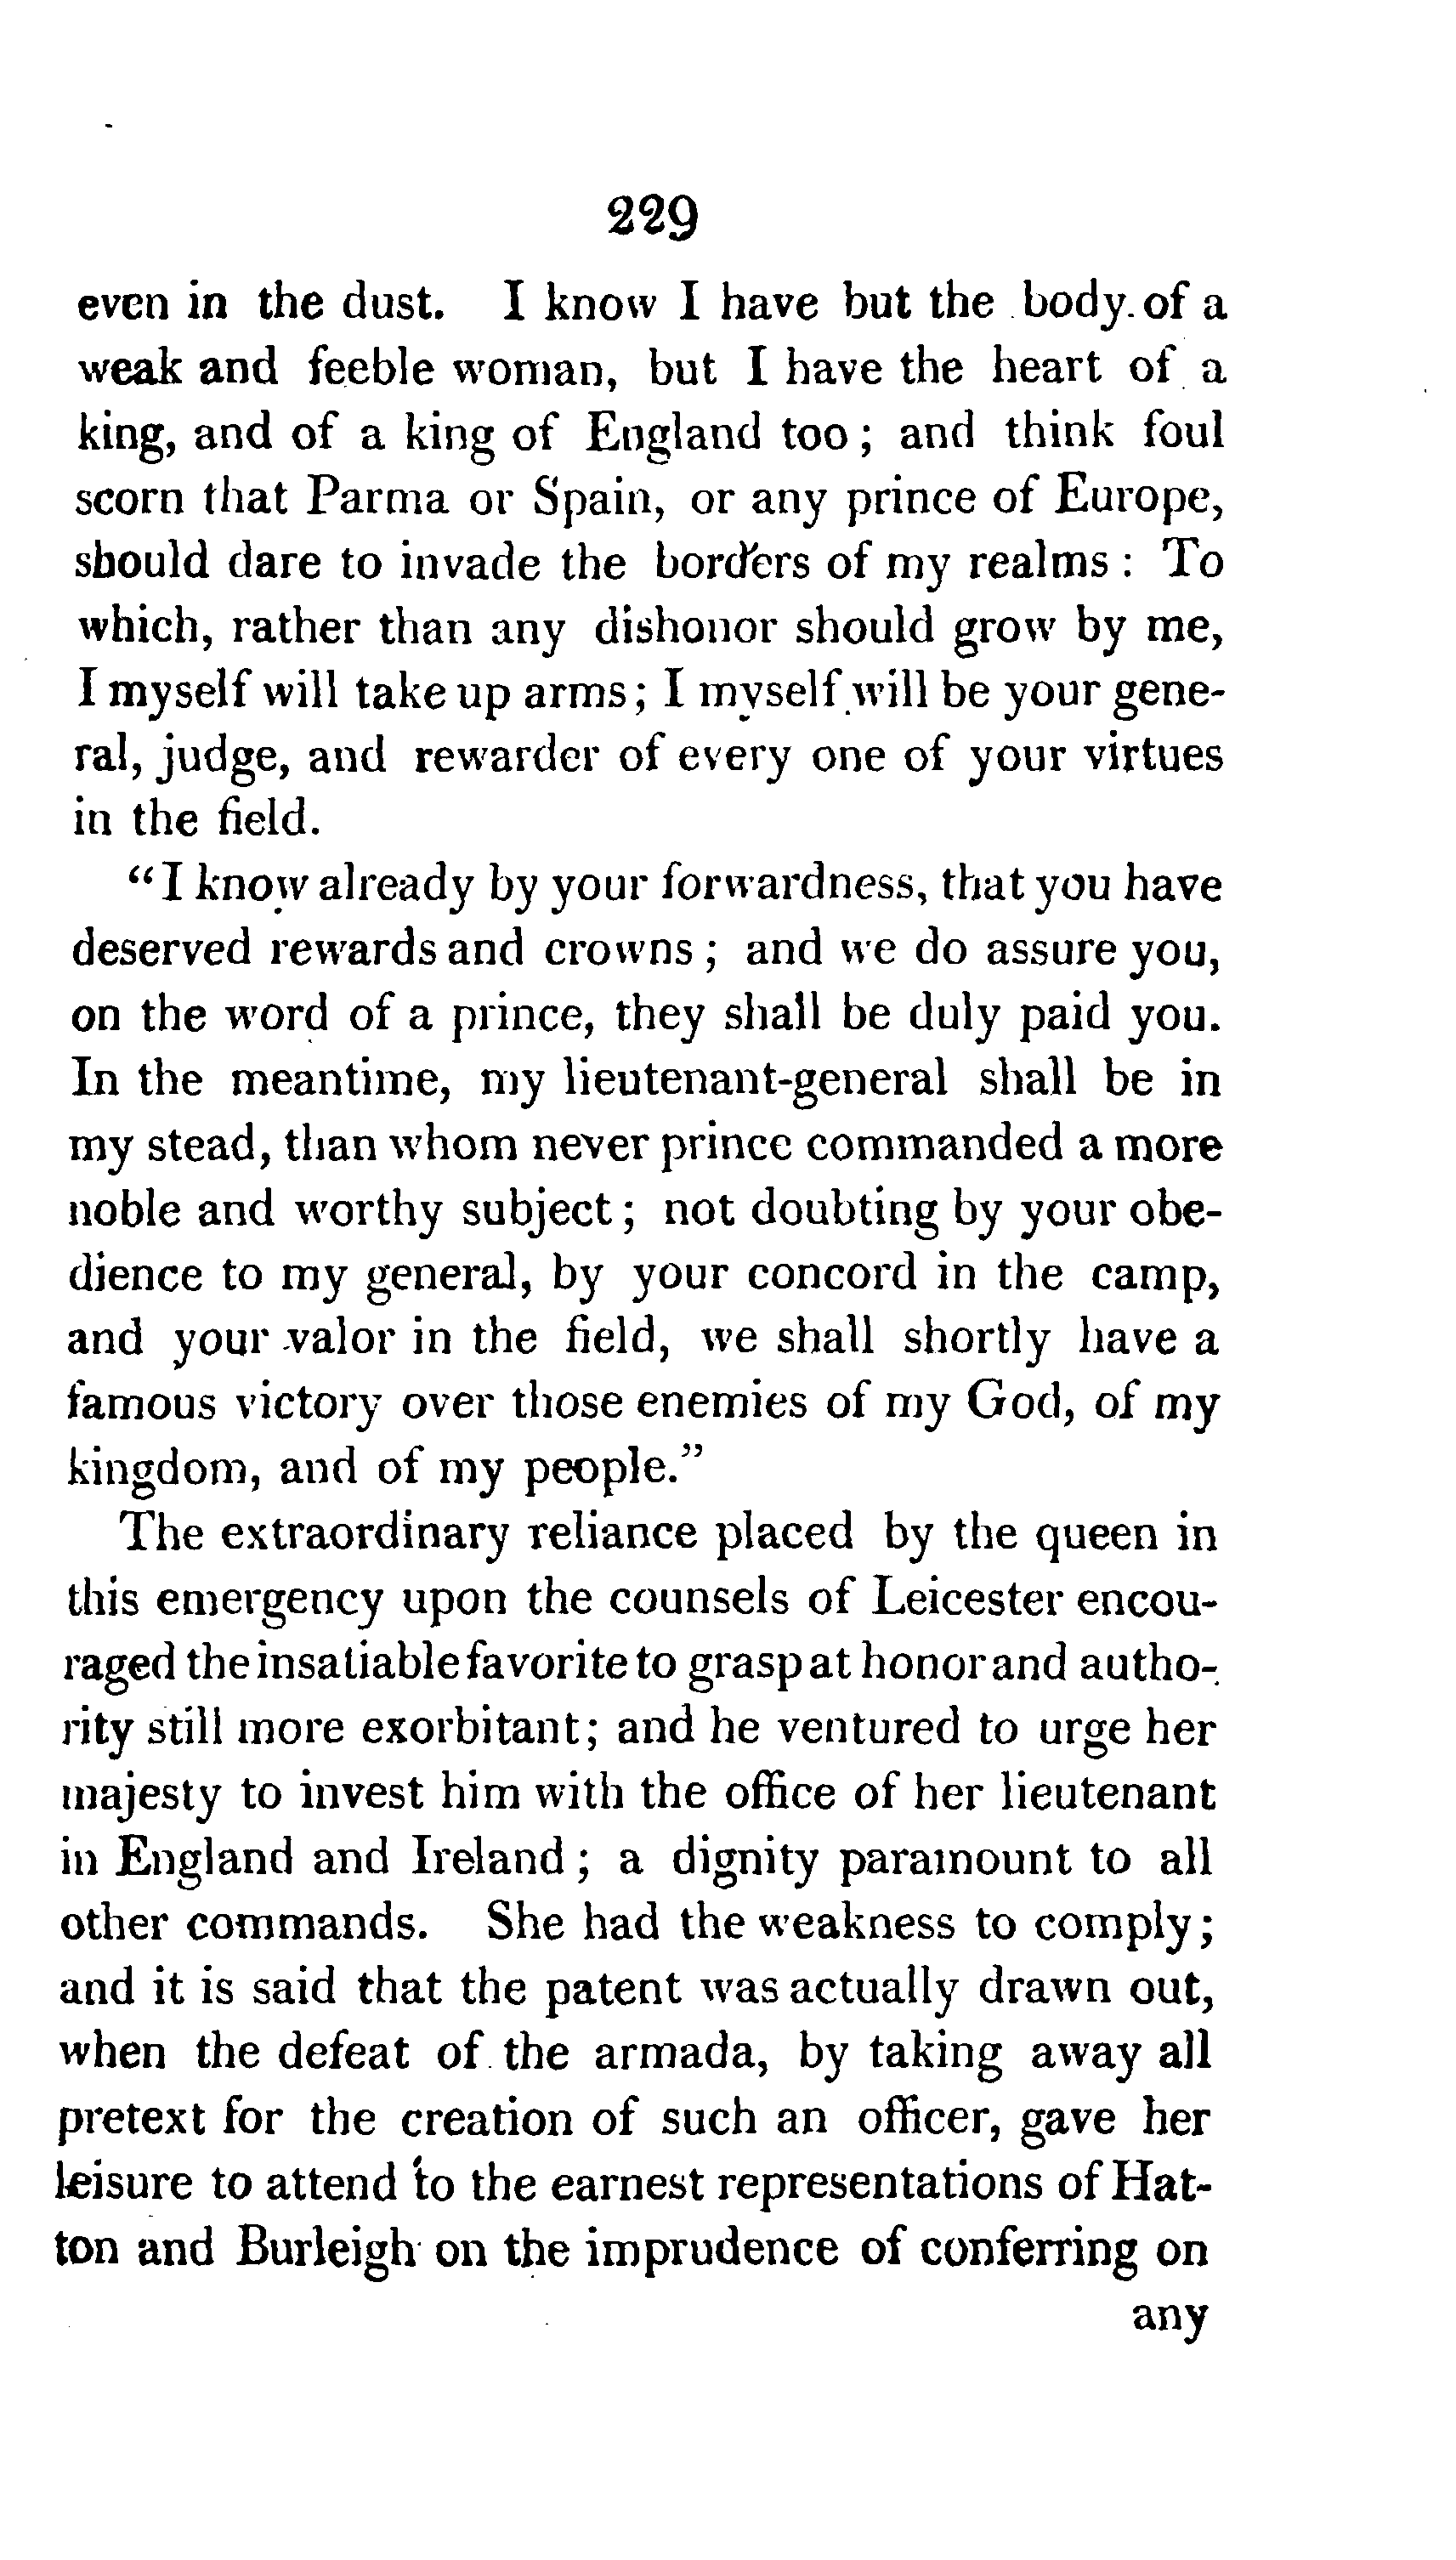 229
even in the dust. I know I have but the body of a
weak and feeble woman, but I have the heart of a
king, and of a king of England too; and think foul
scorn that Parma or Spain, or any prince of Europe,
should dare to invade the borders of my realms: To
which, rather than any dishonor should grow by me,
I myself will take up arms; I myself will be your gene-
ral, judge, and rewarder of every one of your virtues
in the field.
“I know already by your forwardness, that you have
deserved rewards and crowns; and we do assure you,
on the word of a prince, they shall be duly paid you.
In the meantime, my lieutenant-general shall be in
my stead, than whom never prince commanded a more
noble and worthy subject; not doubting by your obe-
dience to my general, by your concord in the camp,
and your valor in the field, we shall shortly have a
famous victory over those enemies of my God, of my
kingdom, and of my people.”
The extraordinary reliance placed by the queen in
this emergency upon the counsels of Leicester encou-
raged the insatiable favorite to grasp at honor and autho-
rity still more exorbitant; and he ventured to urge her
majesty to invest him with the office of her lieutenant
in England and Ireland; a dignity paramount to all
other commands. She had the weakness to comply;
and it is said that the patent was actually drawn out,
when the defeat of the armada, by taking away all
pretext for the creation of such an officer, gave her
leisure to attend to the earnest representations of Hat-
ton and Burleigh on the imprudence of conferring on
any